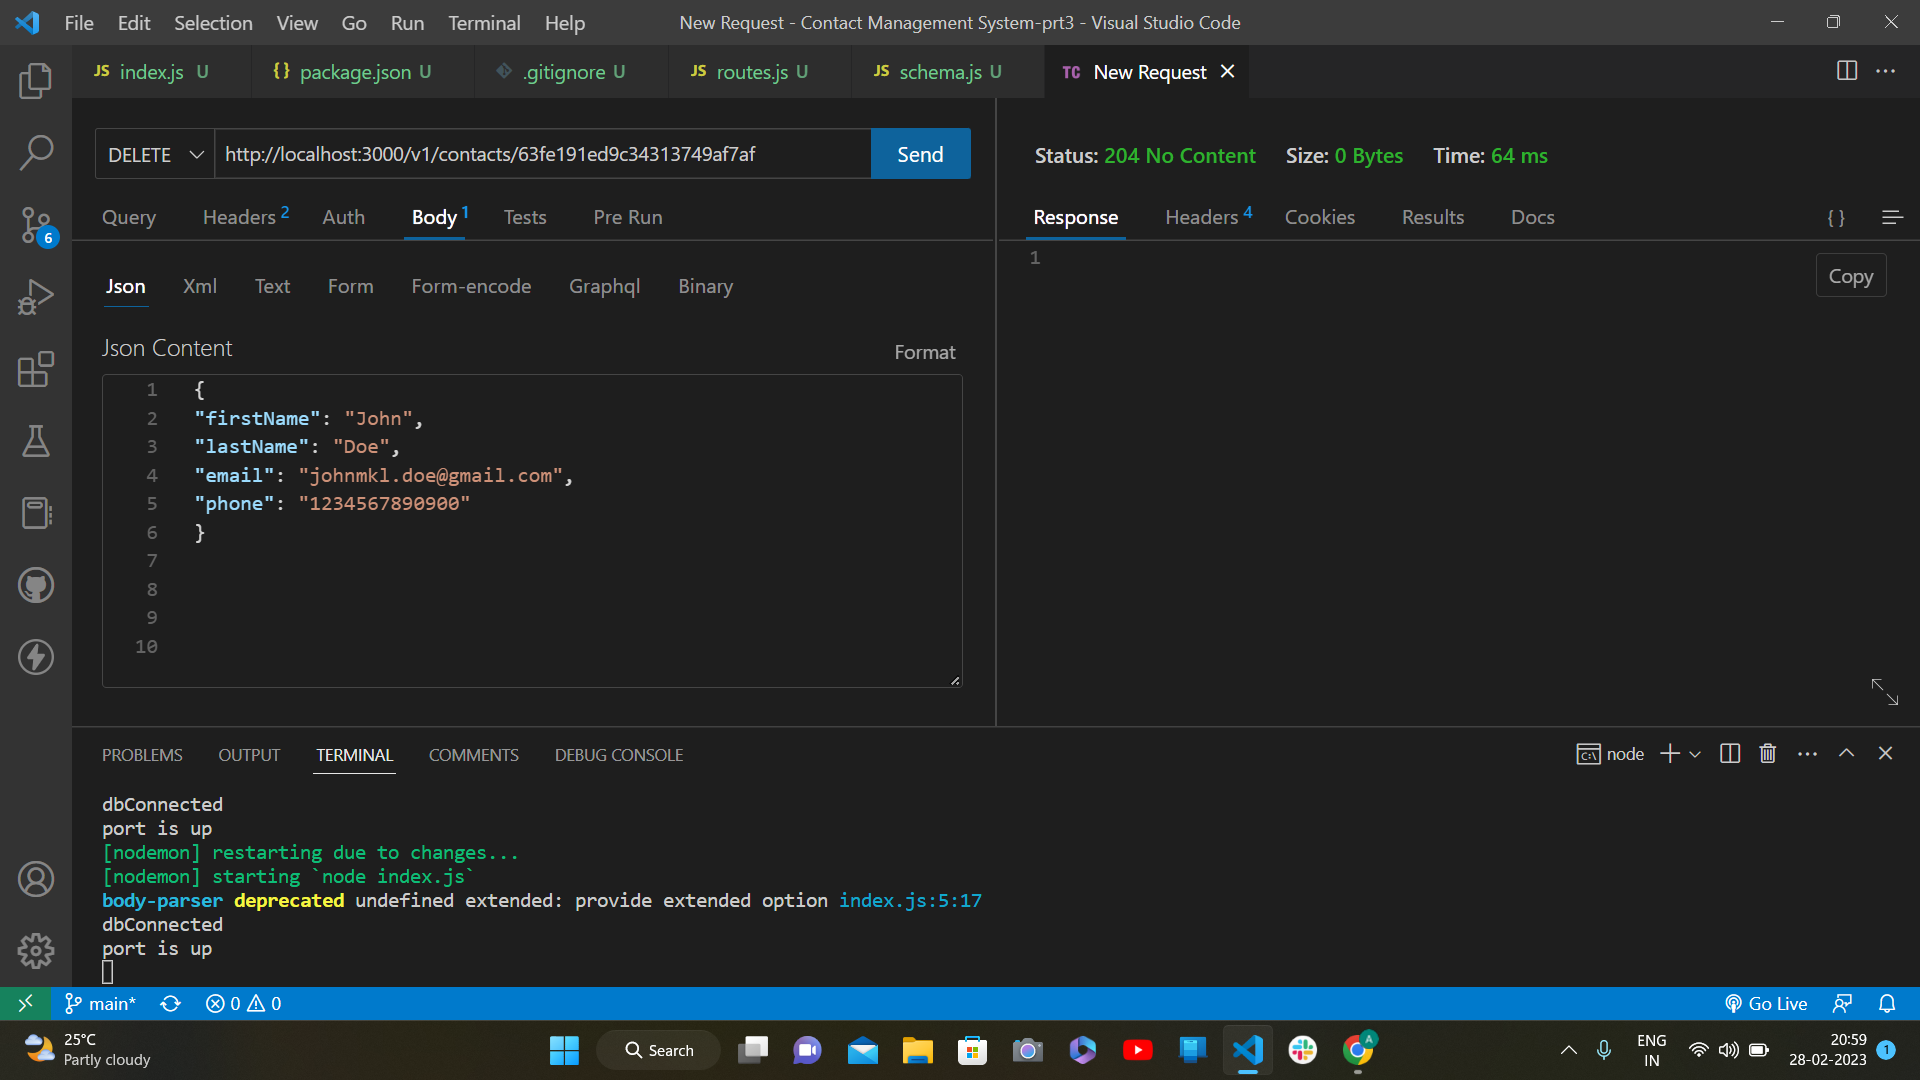 File Edit Selection View Go Run Terminal Help New Request - Contact Management System-prt3 - Visual Studio Code
JS index.js U {} package.json U .gitignore U JS routes.js U JS schema.js U TC New Request
DELETE http://localhost:3000/v1/contacts/63fe191ed9c34313749af7af Send
Status: 204 No Content Size: 0 Bytes Time: 64 ms
Query Headers 2 Auth Body 1 Tests Pre Run
Response Headers 4 Cookies Results Docs {}
6
1
Copy
Json Xml Text Form Form-encode Graphql Binary
Json Content
Format
1 {
2 "firstName": "John",
3 "lastName": "Doe",
4 "email": "johnmkl.doe@gmail.com",
5 "phone": "1234567890900"
6 }
7
8
9
10
PROBLEMS OUTPUT TERMINAL COMMENTS DEBUG CONSOLE node
dbConnected
port is up
[nodemon] restarting due to changes...
[nodemon] starting `node index.js`
body-parser deprecated undefined extended: provide extended option index.js:5:17
dbConnected
port is up
main* 0 0 Go Live
25°C
Partly cloudy
Search
A
ENG
IN
20:59
28-02-2023
1